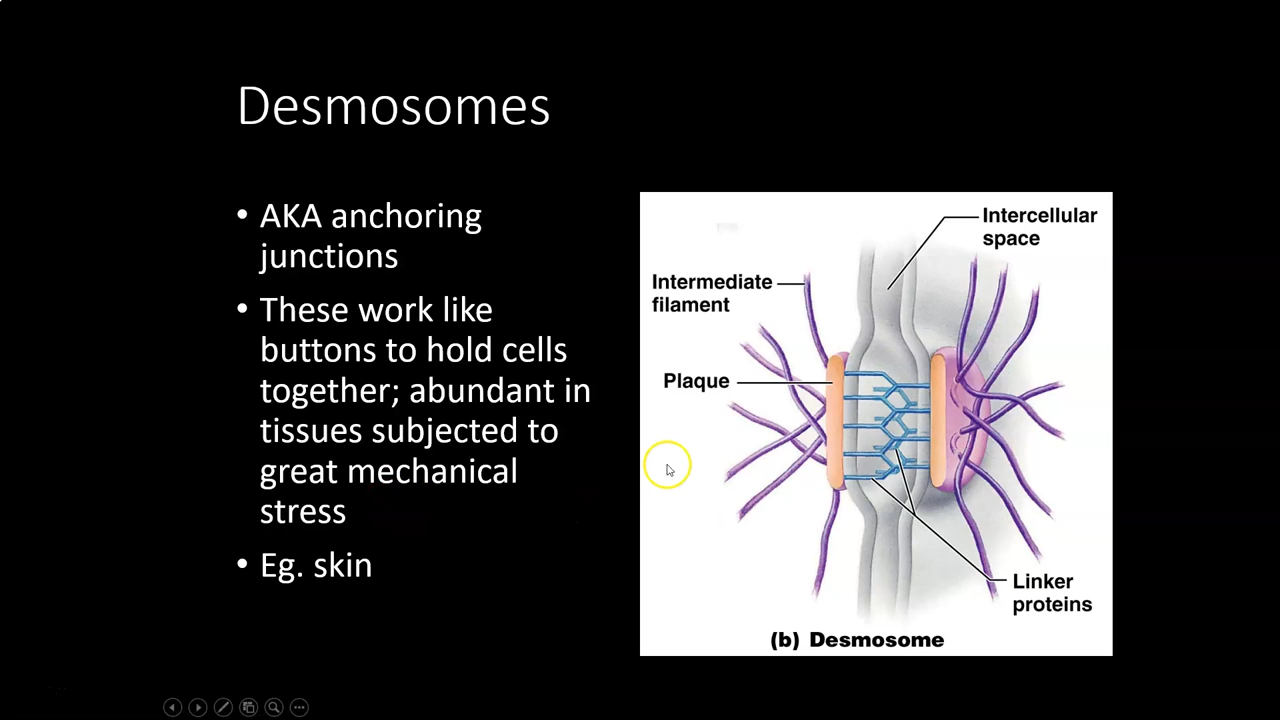 Desmosomes
• AKA anchoring
junctions
• These work like
buttons to hold cells
together; abundant in
tissues subjected to
great mechanical
stress
• Eg. skin
Intercellular
space
Intermediate
filament
Plaque
Linker
proteins
(b) Desmosome